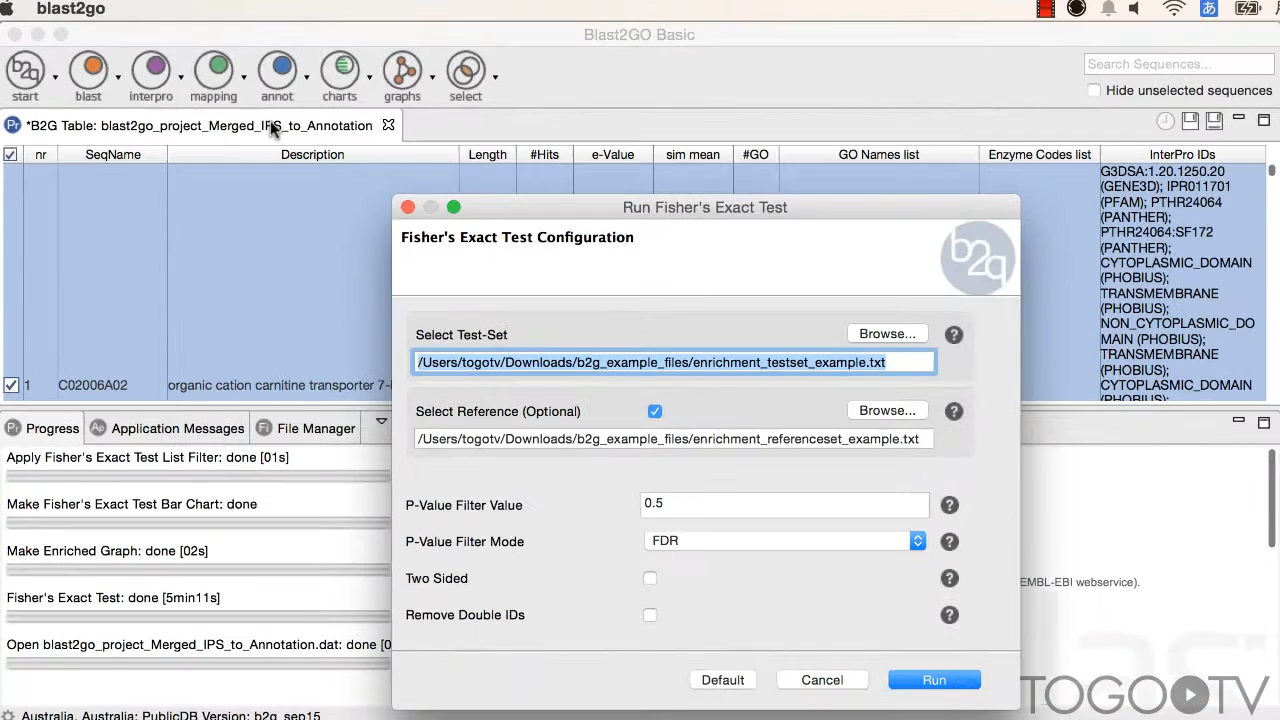 blast2go
あ
Blast2GO Basic
b2g
start
blast
interpro
mapping
annot
charts
graphs
select
Search Sequences...
Hide unselected sequences
Pr *B2G Table: blast2go_project_Merged_IPS_to_Annotation
nr SeqName Description Length #Hits e-Value sim mean #GO GO Names list Enzyme Codes list InterPro IDs
G3DSA:1.20.1250.20
(GENE3D); IPR011701
(PFAM); PTHR24064
(PANTHER);
PTHR24064:SF172
(PANTHER);
CYTOPLASMIC_DOMAIN
(PHOBIUS);
TRANSMEMBRANE
(PHOBIUS);
NON_CYTOPLASMIC_DO
MAIN (PHOBIUS);
TRANSMEMBRANE
(PHOBIUS);
CYTOPLASMIC_DOMAIN
1 C02006A02 organic cation carnitine transporter 7-
Run Fisher's Exact Test
Fisher's Exact Test Configuration
b2g
Select Test-Set
Browse...
?
/Users/togotv/Downloads/b2g_example_files/enrichment_testset_example.txt
Select Reference (Optional)
Browse...
?
/Users/togotv/Downloads/b2g_example_files/enrichment_referenceset_example.txt
P-Value Filter Value 0.5 ?
P-Value Filter Mode FDR ?
Two Sided ?
Remove Double IDs ?
Default Cancel Run
Pr Progress Ap Application Messages Fi File Manager
Apply Fisher's Exact Test List Filter: done [01s]
Make Fisher's Exact Test Bar Chart: done
Make Enriched Graph: done [02s]
Fisher's Exact Test: done [5min11s]
Open blast2go_project_Merged_IPS_to_Annotation.dat: done [0
EMBL-EBI webservice).
Australia, Australia: PublicDB Version: b2g_sep15
TOGO TV